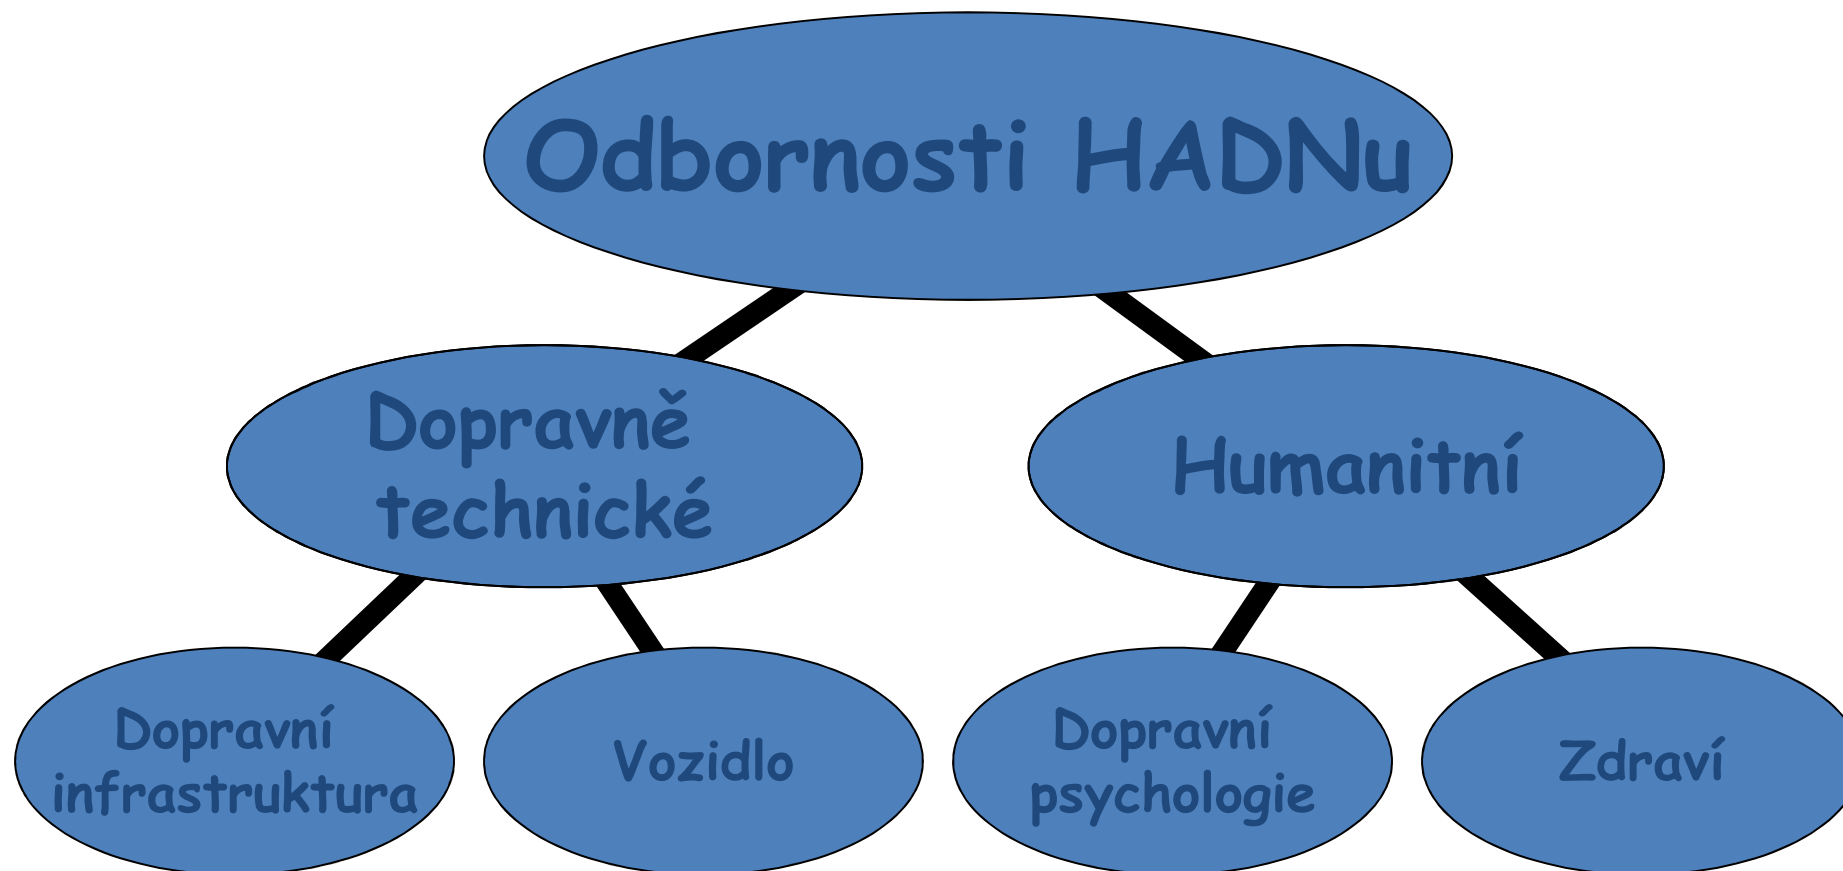 Odbornosti HADNu
Dopravně
technické
Humanitní
Dopravní
infrastruktura
Vozidlo
Dopravní
psychologie
Zdraví